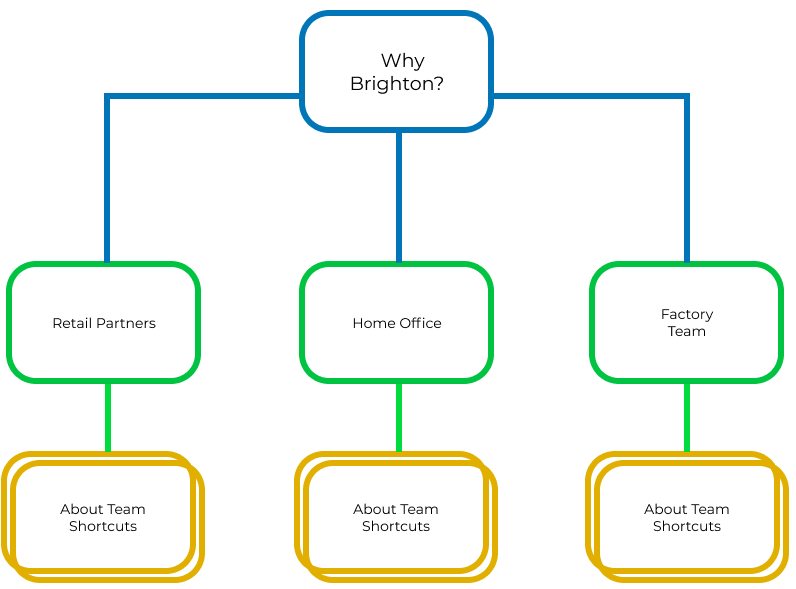 Why
Brighton?
Retail Partners
Home Office
Factory
Team
About Team
Shortcuts
About Team
Shortcuts
About Team
Shortcuts